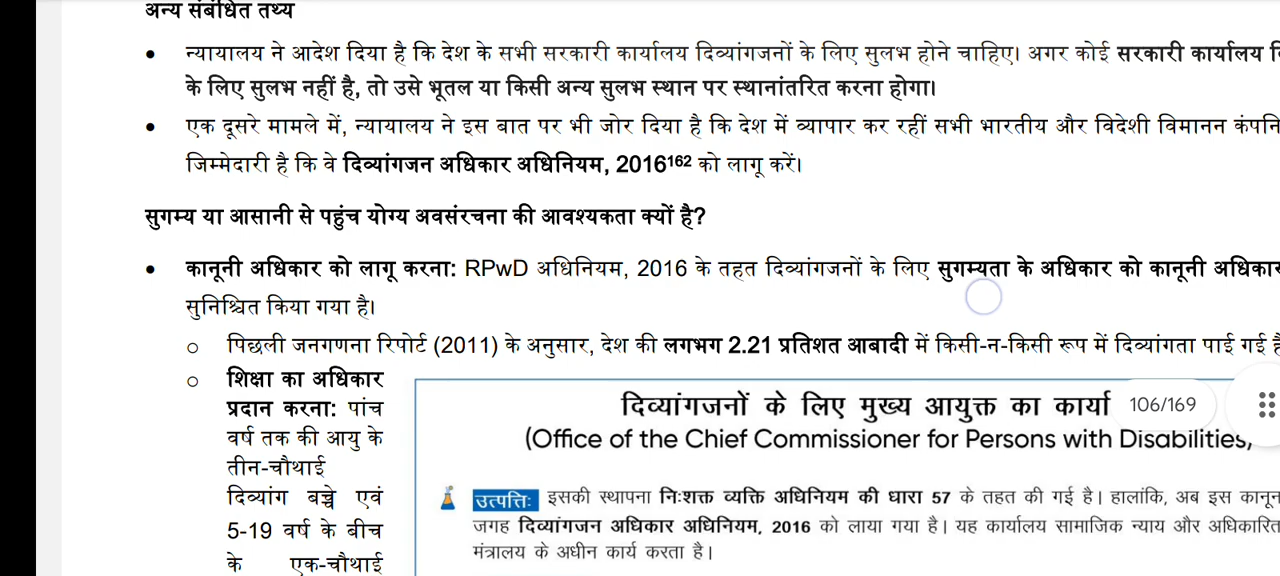 अन्य संबंधित तथ्य
• न्यायालय ने आदेश दिया है कि देश के सभी सरकारी कार्यालय दिव्यांगजनों के लिए सुलभ होने चाहिए। अगर कोई सरकारी कार्यालय
के लिए सुलभ नहीं है, तो उसे भूतल या किसी अन्य सुलभ स्थान पर स्थानांतरित करना होगा।
• एक दूसरे मामले में, न्यायालय ने इस बात पर भी जोर दिया है कि देश में व्यापार कर रहीं सभी भारतीय और विदेशी विमानन
जिम्मेदारी है कि वे दिव्यांगजन अधिकार अधिनियम, 2016¹⁶² को लागू करें।
सुगम्य या आसानी से पहुंच योग्य अवसंरचना की आवश्यकता क्यों है?
• कानूनी अधिकार को लागू करना: RPwD अधिनियम, 2016 के तहत दिव्यांगजनों के लिए सुगम्यता के अधिकार को कानूनी
सुनिश्चित किया गया है।
o पिछली जनगणना रिपोर्ट (2011) के अनुसार, देश की लगभग 2.21 प्रतिशत आबादी में किसी-न-किसी रूप में दिव्यांगता पाई गई
o शिक्षा का अधिकार
प्रदान करना: पांच
वर्ष तक की आयु के
तीन-चौथाई
दिव्यांग बच्चे एवं
5-19 वर्ष के बीच
के एक-चौथाई
दिव्यांगजनों के लिए मुख्य आयुक्त का
106/169
(Office of the Chief Commissioner for Persons with Disabilities)
उत्पत्ति: इसकी स्थापना निःशक्त व्यक्ति अधिनियम की धारा 57 के तहत की गई है। हालांकि, अब इस
जगह दिव्यांगजन अधिकार अधिनियम, 2016 को लाया गया है। यह कार्यालय सामाजिक न्याय और
मंत्रालय के अधीन कार्य करता है।